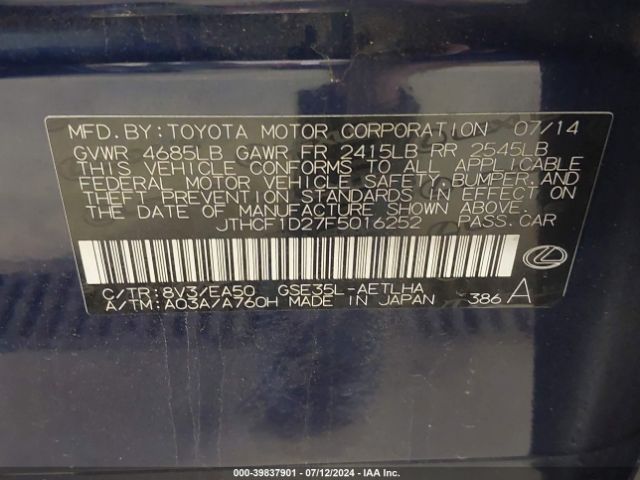 MFD.BY:TOYOTA MOTOR CORPORATION 07/14
GVWR 4685LB GAWR FR 2415LB RR 2545LB
THIS VEHICLE CONFORMS TO ALL APPLICABLE
FEDERAL MOTOR VEHICLE SAFETY,BUMPER,AND
THEFT PREVENTION STANDARDS IN EFFECT ON
THE DATE OF MANUFACTURE SHOWN ABOVE.
JTHCF1D27F5016252 PASS.CAR
C/TR:8V3/EA50 GSE35L-AETLHA
A/TM:A03A/A760H MADE IN JAPAN 386 A
000-39837901 - 07/12/2024 - IAA Inc.